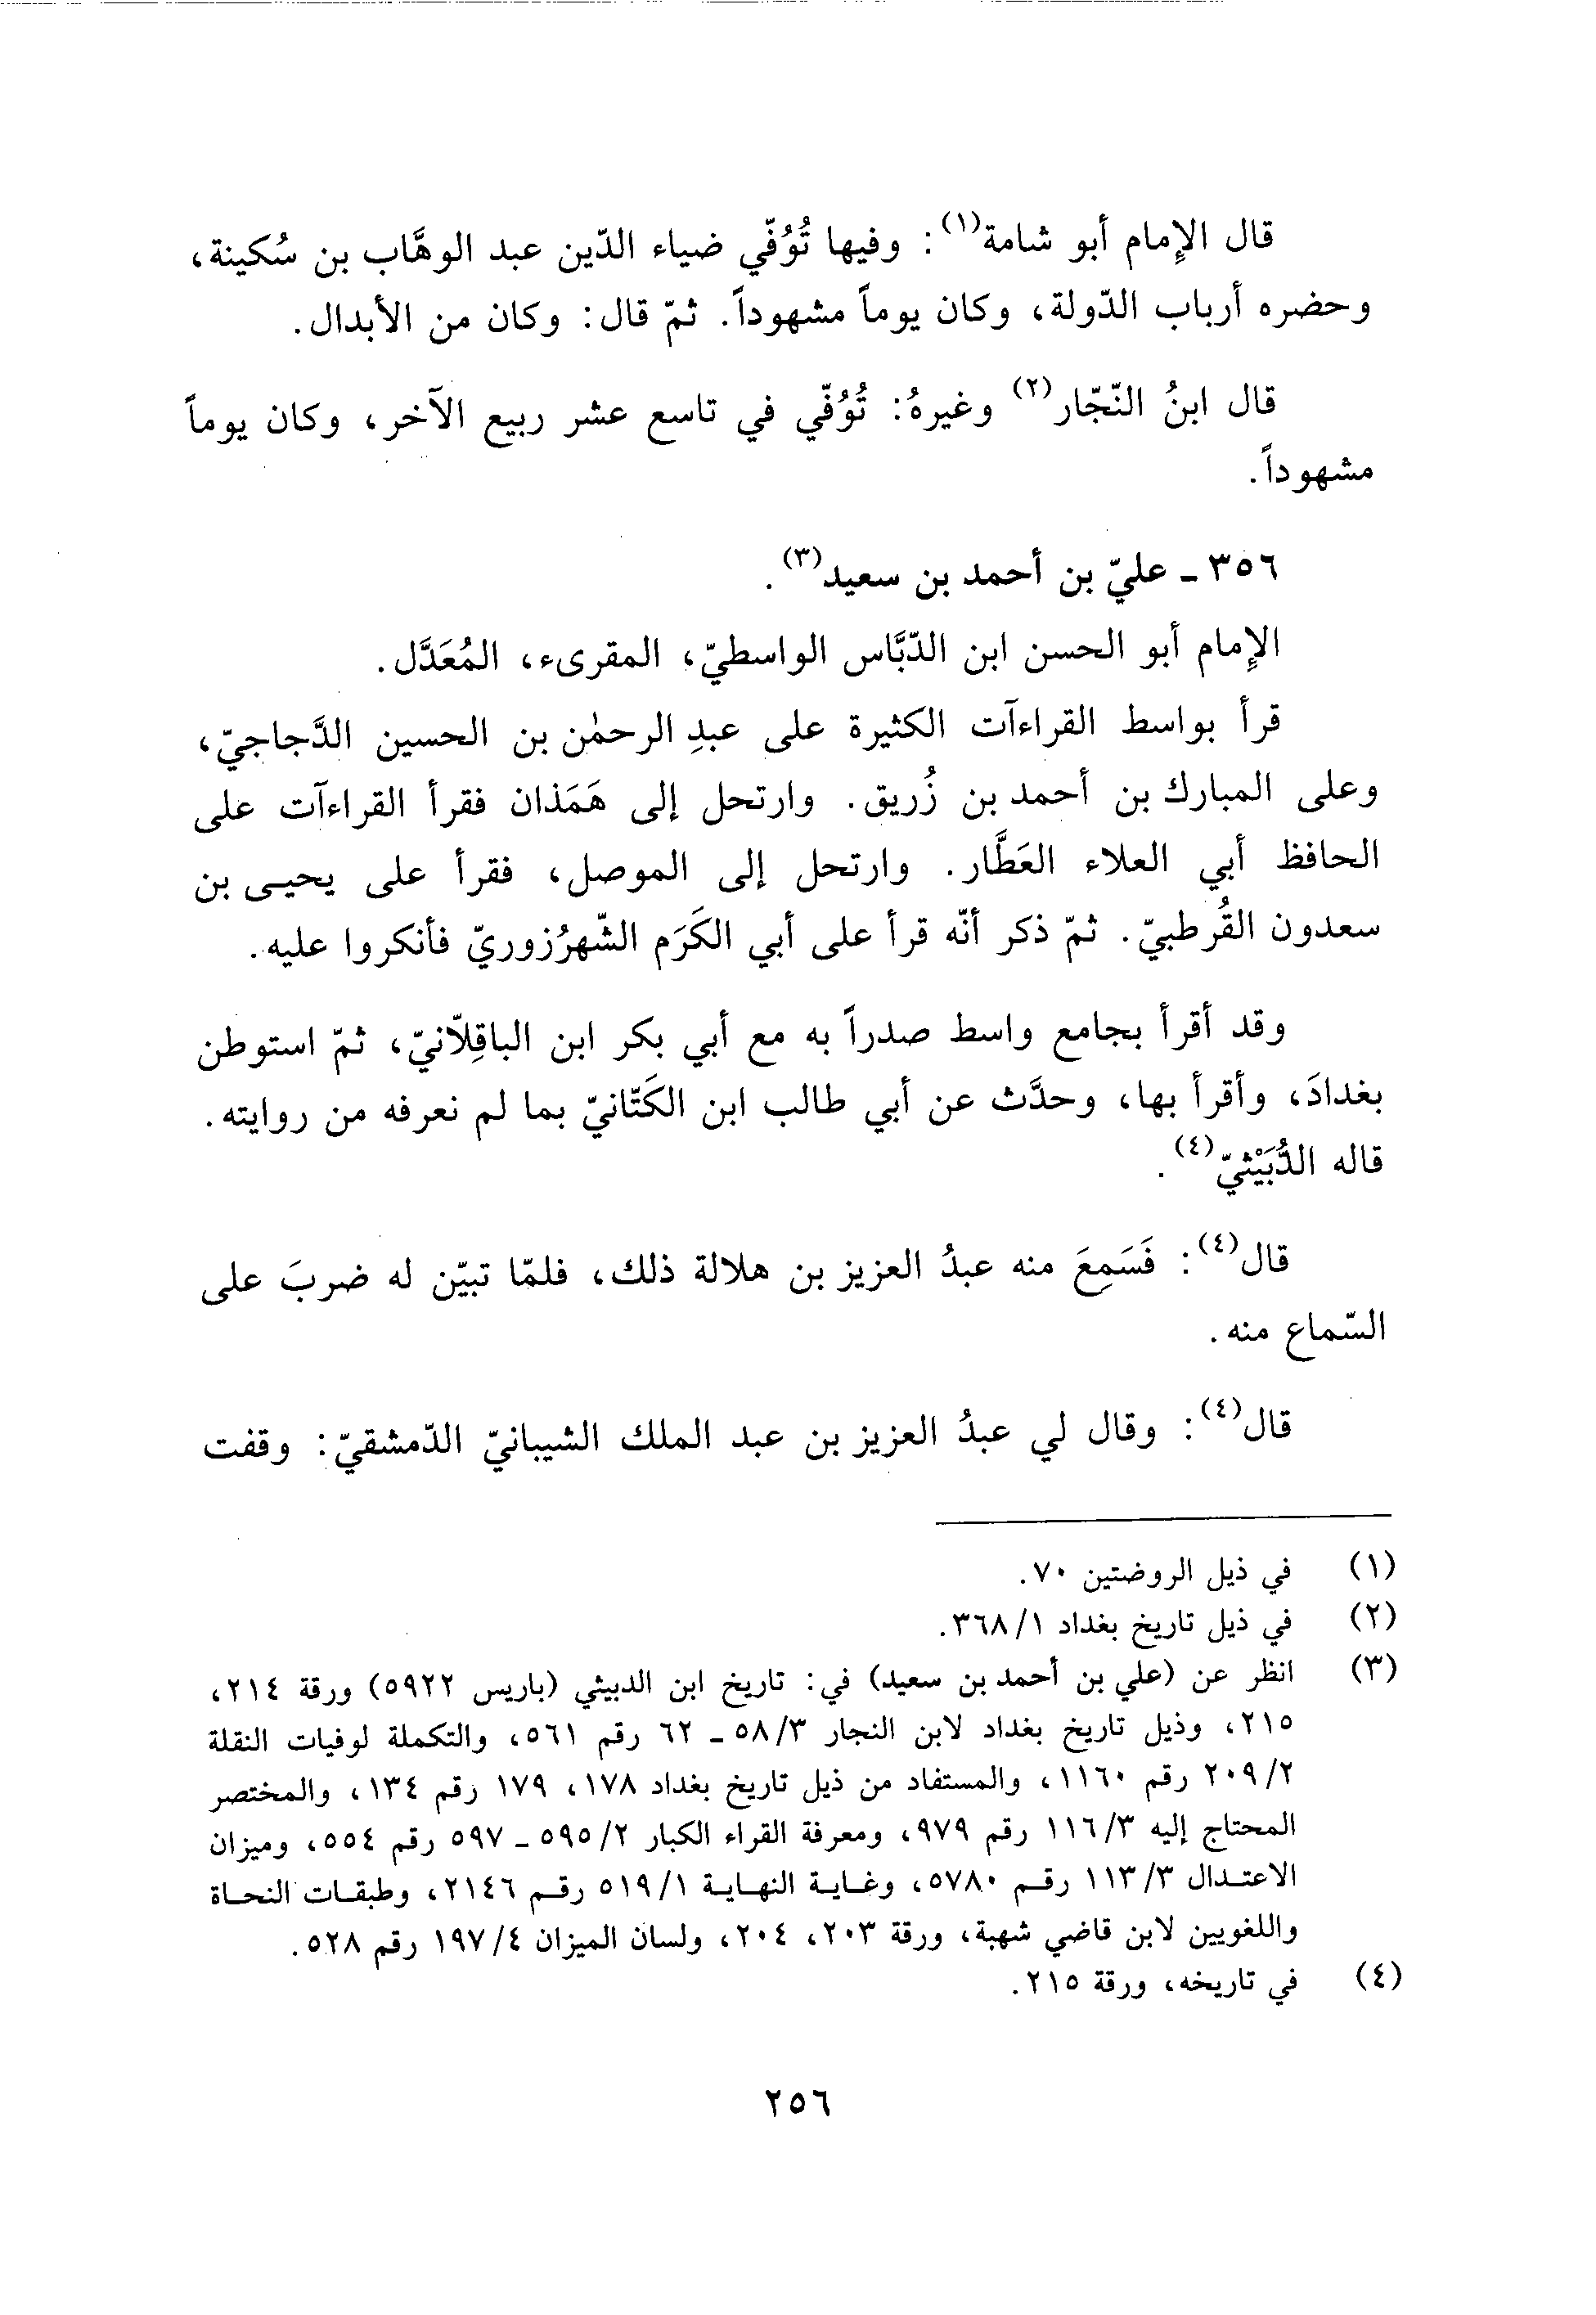 قال الإمام أبو شامة(١): وفيها تُوُفّي ضياء الدّين عبد الوهَّاب بن سُكينة،
وحضره أرباب الدّولة، وكان يوماً مشهوداً. ثمّ قال: وكان من الأبدال.
قال ابنُ النّجّار(٢) وغيرهُ: تُوُفّي في تاسع عشر ربيع الآخر، وكان يوماً
مشهوداً.
٣٥٦ ـ عليّ بن أحمد بن سعيد(٣).
الإمام أبو الحسن ابن الدّبَّاس الواسطيّ، المقرىء، المُعَدَّل.
قرأ بواسط القراءآت الكثيرة على عبدِ الرحمٰن بن الحسين الدَّجاجيّ،
وعلى المبارك بن أحمد بن زُريق. وارتحل إلى هَمَذان فقرأ القراءآت على
الحافظ أبي العلاء العَطَّار. وارتحل إلى الموصل، فقرأ على يحيـى بن
سعدون القُرطبيّ. ثمّ ذكر أنّه قرأ على أبي الكَرَم الشّهرُزوريّ فأنكروا عليه.
وقد أقرأ بجامع واسط صدراً به مع أبي بكر ابن الباقِلّانيّ، ثمّ استوطن
بغدادَ، وأقرأ بها، وحدَّث عن أبي طالب ابن الكَتّانيّ بما لم نعرفه من روايته.
قاله الدُّبَيْثيّ(٤).
قال(٤): فَسَمِعَ منه عبدُ العزيز بن هلالة ذلك، فلمّا تبيّن له ضربَ على
السّماع منه.
قال(٤): وقال لي عبدُ العزيز بن عبد الملك الشيبانيّ الدّمشقيّ: وقفت
(١) في ذيل الروضتين ٧٠.
(٢) في ذيل تاريخ بغداد ١/٣٦٨.
(٣) انظر عن (علي بن أحمد بن سعيد) في: تاريخ ابن الدبيثي (باريس ٥٩٢٢) ورقة ٢١٤،
٢١٥، وذيل تاريخ بغداد لابن النجار ٣/٥٨ ـ ٦٢ رقم ٥٦١، والتكملة لوفيات النقلة
٢/٢٠٩ رقم ١١٦٠، والمستفاد من ذيل تاريخ بغداد ١٧٨، ١٧٩ رقم ١٣٤، والمختصر
المحتاج إليه ٣/١١٦ رقم ٩٧٩، ومعرفة القراء الكبار ٢/٥٩٥ ـ ٥٩٧ رقم ٥٥٤، وميزان
الاعتـدال ٣/١١٣ رقـم ٥٧٨٠، وغـايـة النهـايـة ١/٥١٩ رقـم ٢١٤٦، وطبقـات النحـاة
واللغويين لابن قاضي شهبة، ورقة ٢٠٣، ٢٠٤، ولسان الميزان ٤/١٩٧ رقم ٥٢٨.
(٤) في تاريخه، ورقة ٢١٥.
٢٥٦